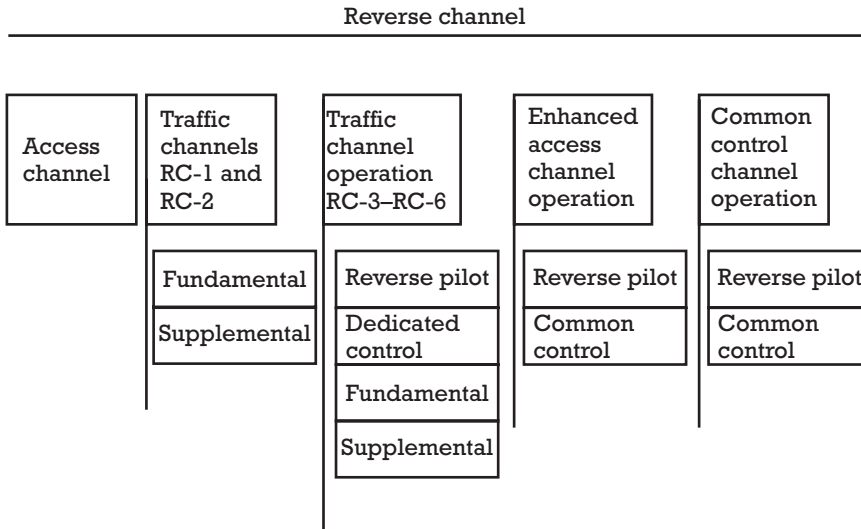 Reverse channel
Access
channel
Traffic
channels
RC-1 and
RC-2
Traffic
channel
operation
RC-3–RC-6
Enhanced
access
channel
operation
Common
control
channel
operation
Fundamental
Supplemental
Reverse pilot
Dedicated
control
Fundamental
Supplemental
Reverse pilot
Common
control
Reverse pilot
Common
control